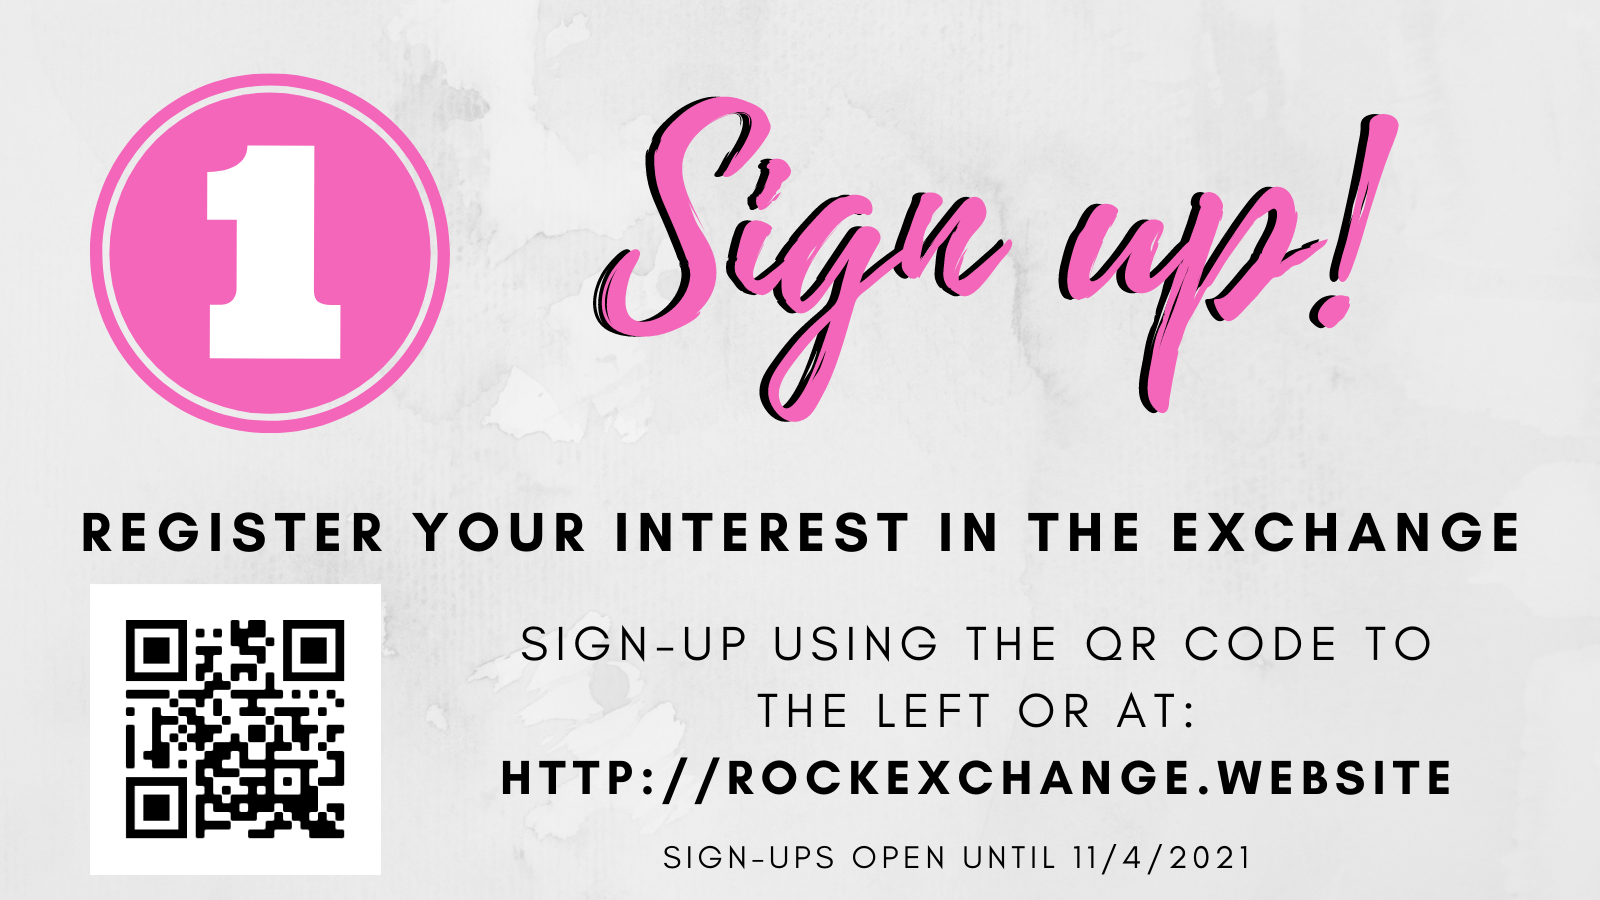 1
Sign up!
REGISTER YOUR INTEREST IN THE EXCHANGE
SIGN-UP USING THE QR CODE TO
THE LEFT OR AT:
HTTP://ROCKEXCHANGE.WEBSITE
SIGN-UPS OPEN UNTIL 11/4/2021